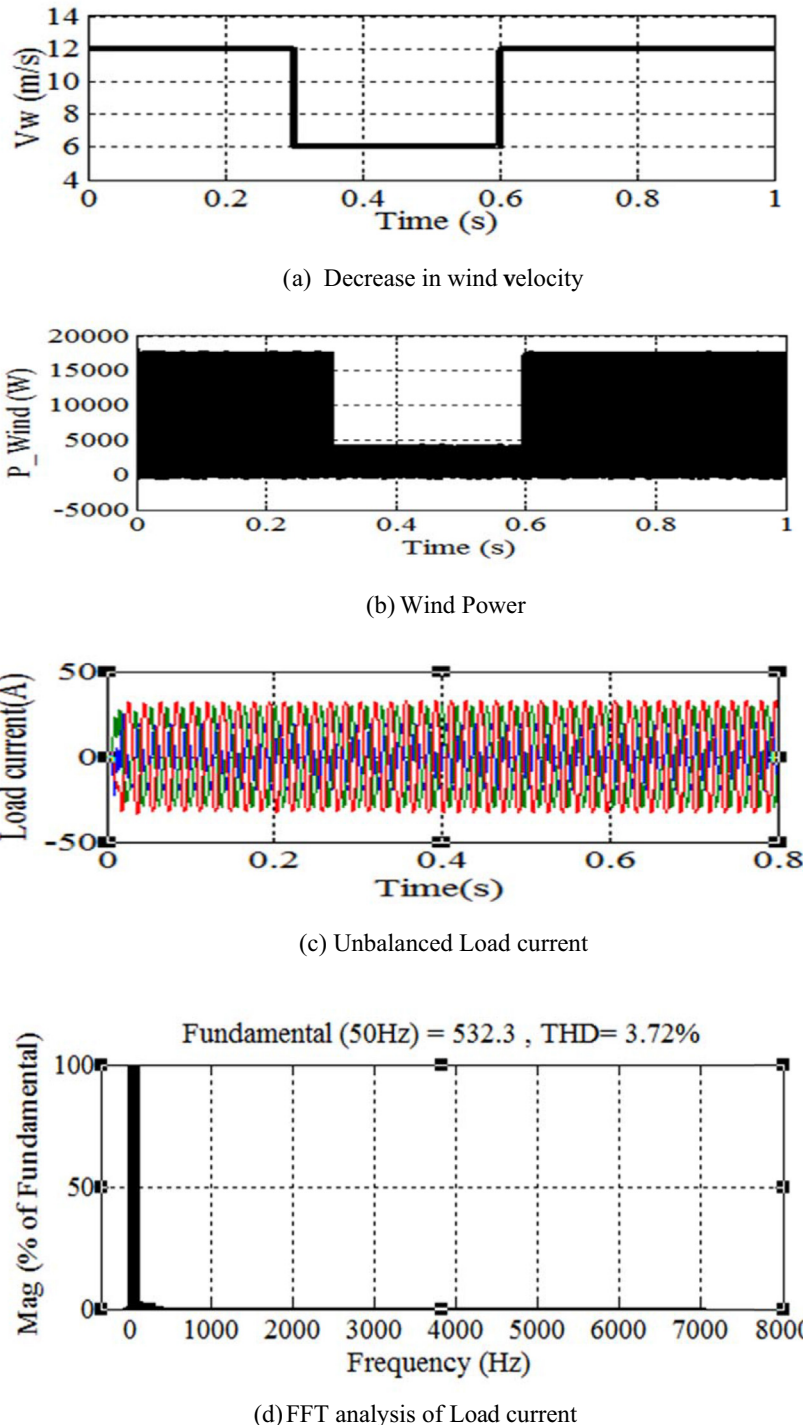 14
12
10
8
6
4
Vw (m/s)
0 0.2 0.4 0.6 0.8 1
Time (s)
(a) Decrease in wind velocity
20000
15000
10000
5000
0
-5000
P_Wind (W)
0 0.2 0.4 0.6 0.8 1
Time (s)
(b) Wind Power
50
0
-50
Load current(A)
0 0.2 0.4 0.6 0.8
Time(s)
(c) Unbalanced Load current
Fundamental (50Hz) = 532.3 , THD= 3.72%
100
50
0
Mag (% of Fundamental)
0 1000 2000 3000 4000 5000 6000 7000 8000
Frequency (Hz)
(d) FFT analysis of Load current